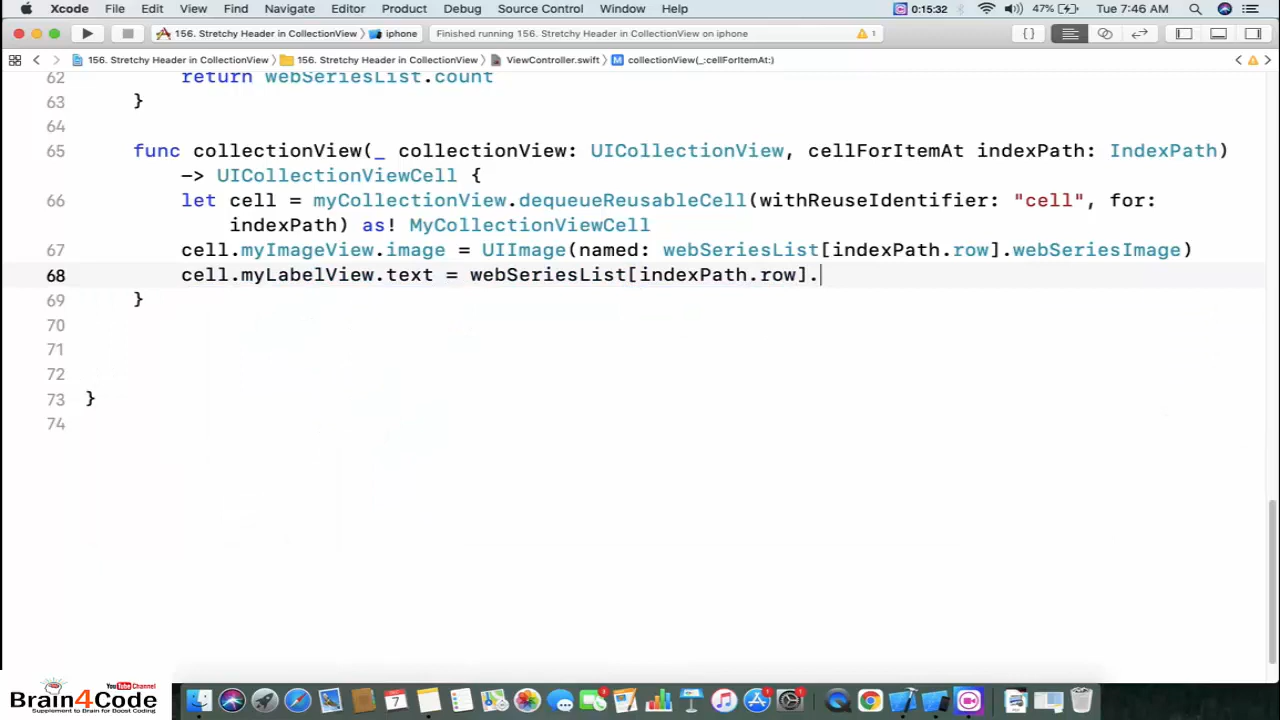 Xcode File Edit View Find Navigate Editor Product Debug Source Control Window Help 0:15:32 47% Tue 7:46 AM
156. Stretchy Header in CollectionView iphone Finished running 156. Stretchy Header in CollectionView on iphone 1
156. Stretchy Header in CollectionView 156. Stretchy Header in CollectionView ViewController.swift M collectionView(_:cellForItemAt:)
62 return webSeriesList.count
63 }
64
65 func collectionView(_ collectionView: UICollectionView, cellForItemAt indexPath: IndexPath)
-> UICollectionViewCell {
66 let cell = myCollectionView.dequeueReusableCell(withReuseIdentifier: "cell", for:
indexPath) as! MyCollectionViewCell
67 cell.myImageView.image = UIImage(named: webSeriesList[indexPath.row].webSeriesImage)
68 cell.myLabelView.text = webSeriesList[indexPath.row].
69 }
70
71
72
73 }
74
YouTube Channel
Brain4Code
Supplement to Brain for Boost Coding
7